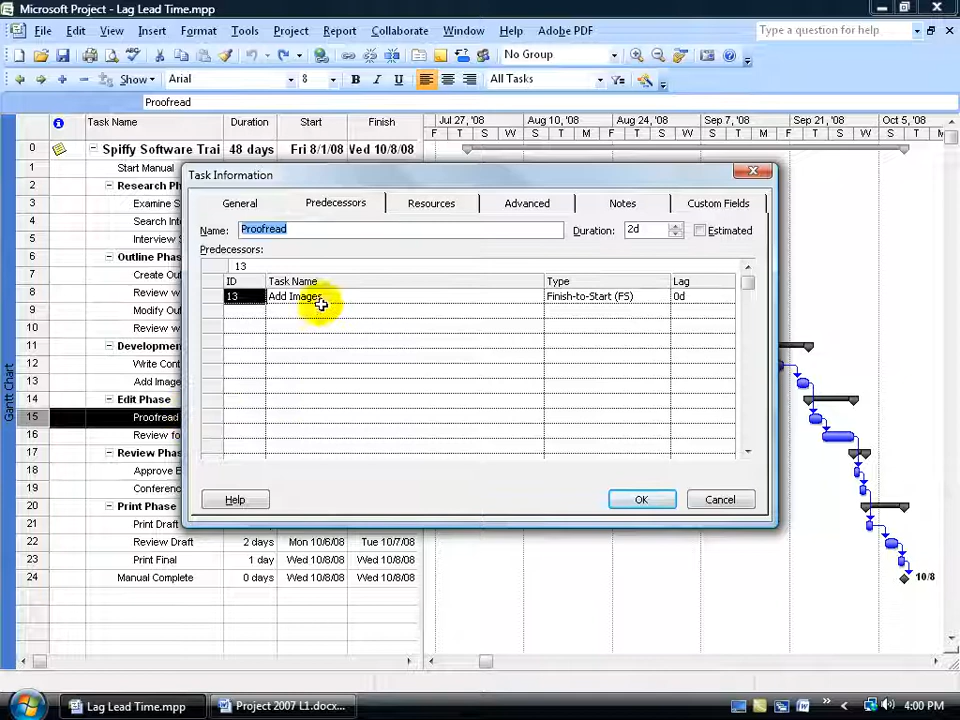 Microsoft Project - Lag Lead Time.mpp
File Edit View Insert Format Tools Project Report Collaborate Window Help Adobe PDF Type a question for help
No Group
Show Arial 8 B I U All Tasks
Proofread
Task Name Duration Start Finish Jul 27, '08 Aug 10, '08 Aug 24, '08 Sep 7, '08 Sep 21, '08 Oct 5, '08
F T S W F T S W F T S M
0 Spiffy Software Trai 48 days Fri 8/1/08 Wed 10/8/08
1 Start Manual
2 Research Ph
3 Examine S
4 Search Int
5 Interview
6 Outline Phas
7 Create Out
8 Review w
9 Modify Out
10 Review w
11 Developmen
12 Write Cont
13 Add Image
14 Edit Phase
15 Proofread
16 Review fo
17 Review Phas
18 Approve E
19 Conferenc
20 Print Phase
21 Print Draft
22 Review Draft 2 days Mon 10/6/08 Tue 10/7/08
23 Print Final 1 day Wed 10/8/08 Wed 10/8/08
24 Manual Complete 0 days Wed 10/8/08 Wed 10/8/08
10/8
Gantt Chart
Task Information
General Predecessors Resources Advanced Notes Custom Fields
Name: Proofread Duration: 2d Estimated
Predecessors:
13
ID Task Name Type Lag
13 Add Images Finish-to-Start (FS) 0d
Help OK Cancel
Lag Lead Time.mpp Project 2007 L1.docx... 4:00 PM